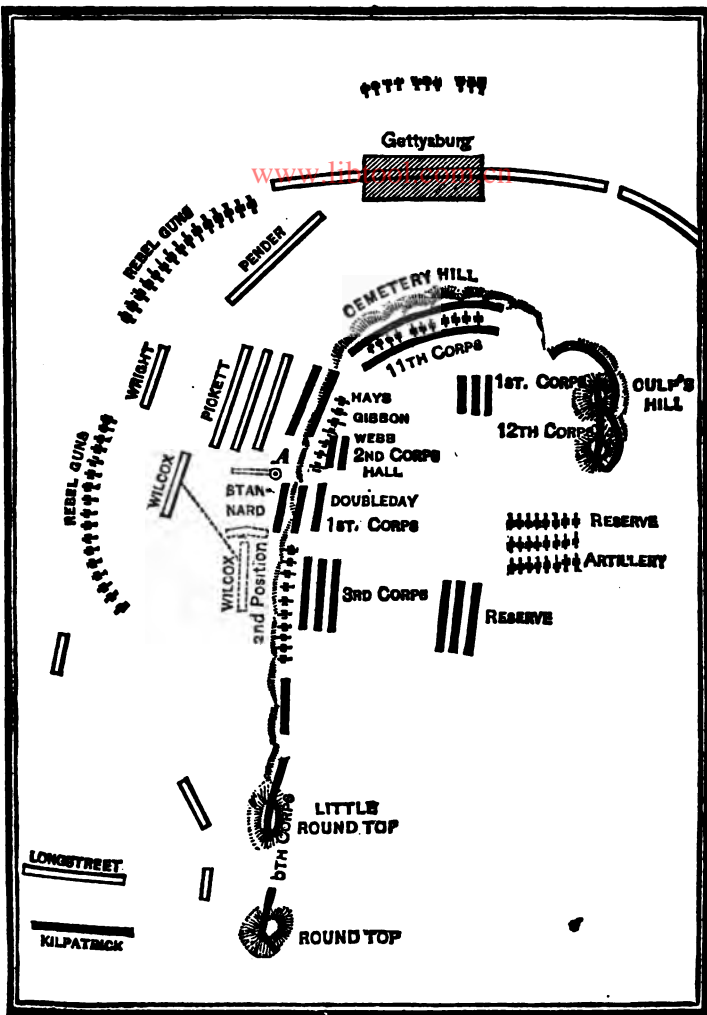 Gettysburg
www.libtool.com.cn
REBEL GUNS
PENDER
CEMETERY HILL
11TH CORPS
WRIGHT
PICKETT
HAYS
GIBBON
WEBB
2ND CORPS
HALL
1ST. CORPS
CULP'S
HILL
12TH CORPS
REBEL GUNS
WILCOX
A
STAN-
NARD
DOUBLEDAY
1ST. CORPS
RESERVE
ARTILLERY
WILCOX
2nd Position
3RD CORPS
RESERVE
LITTLE
ROUND TOP
5TH CORPS
LONGSTREET
KILPATRICK
ROUND TOP